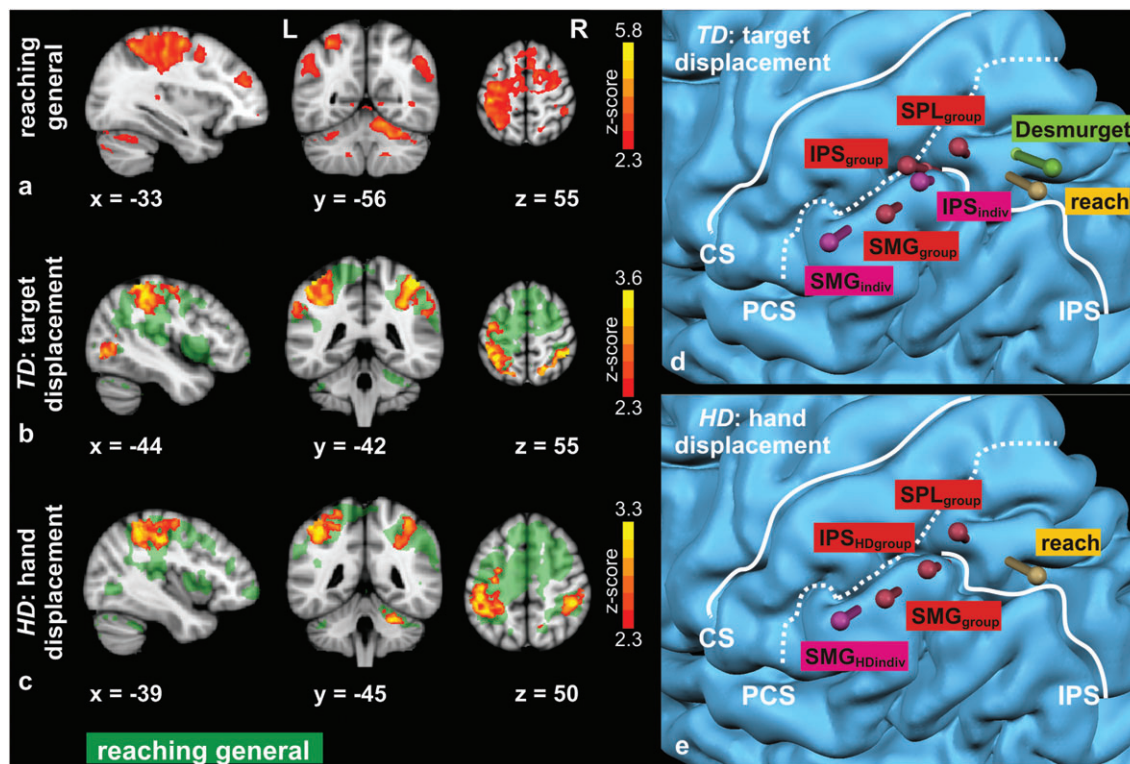 reaching
general
L
R
5.8
z-score
2.3
a
x = -33
y = -56
z = 55
TD: target
displacement
3.6
z-score
2.3
b
x = -44
y = -42
z = 55
HD: hand
displacement
3.3
z-score
2.3
c
x = -39
y = -45
z = 50
reaching general
TD: target
displacement
SPLgroup
Desmurget
IPSgroup
IPSindiv
reach
CS
SMGgroup
SMGindiv
PCS
IPS
d
HD: hand
displacement
SPLgroup
IPSHDgroup
reach
CS
SMGgroup
SMGHDindiv
PCS
IPS
e